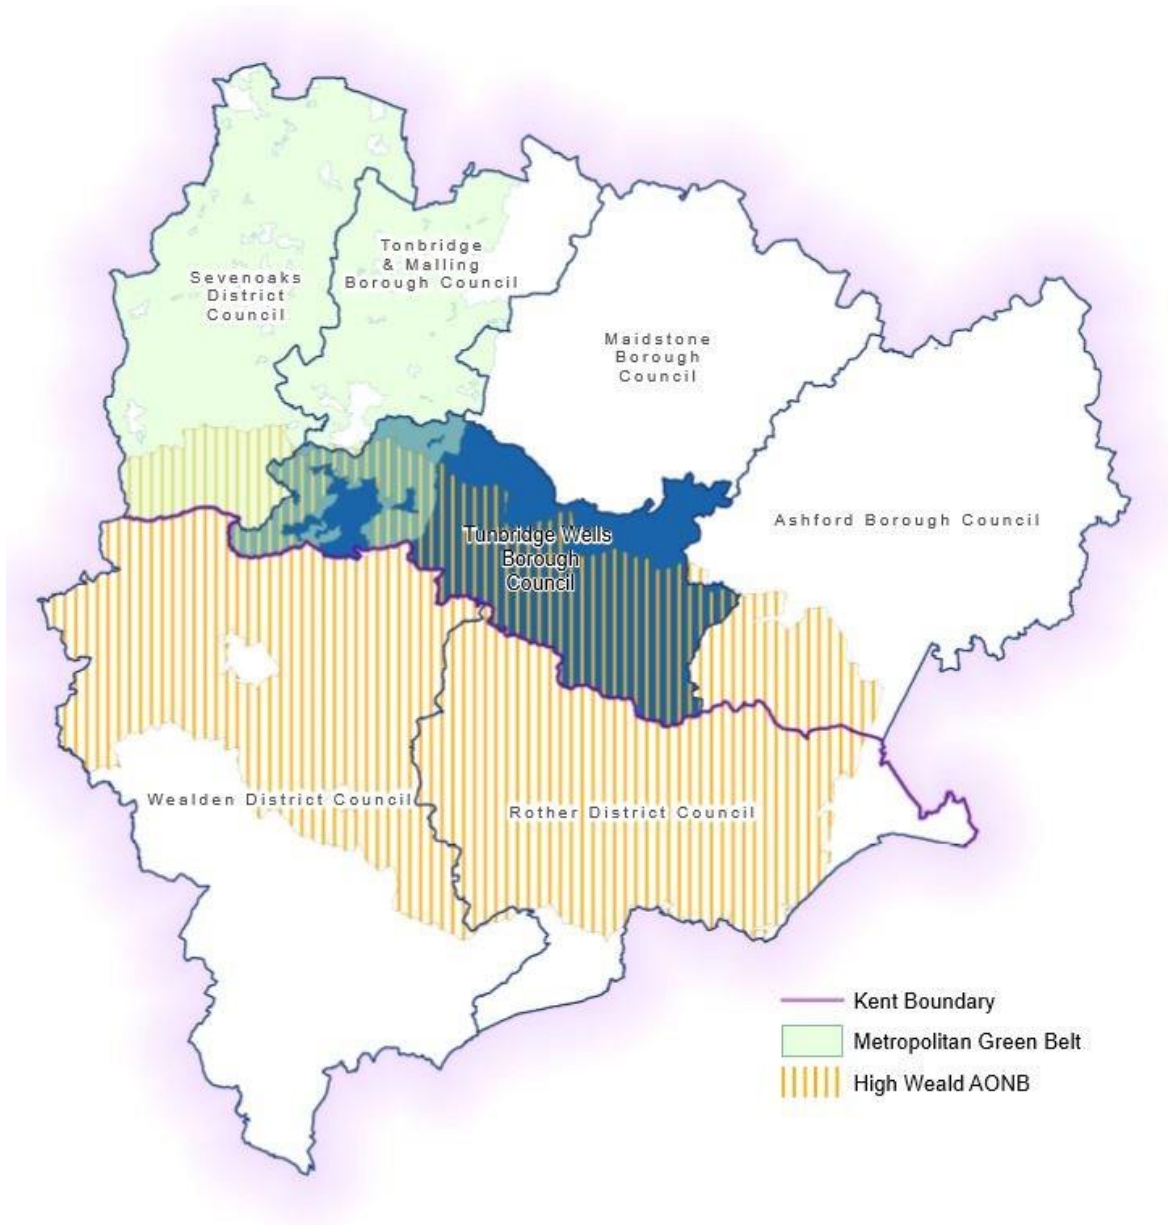 Tonbridge
& Malling
Borough Council
Sevenoaks
District
Council
Maidstone
Borough
Council
Ashford Borough Council
Tunbridge Wells
Borough
Council
Wealden District Council
Rother District Council
Kent Boundary
Metropolitan Green Belt
High Weald AONB